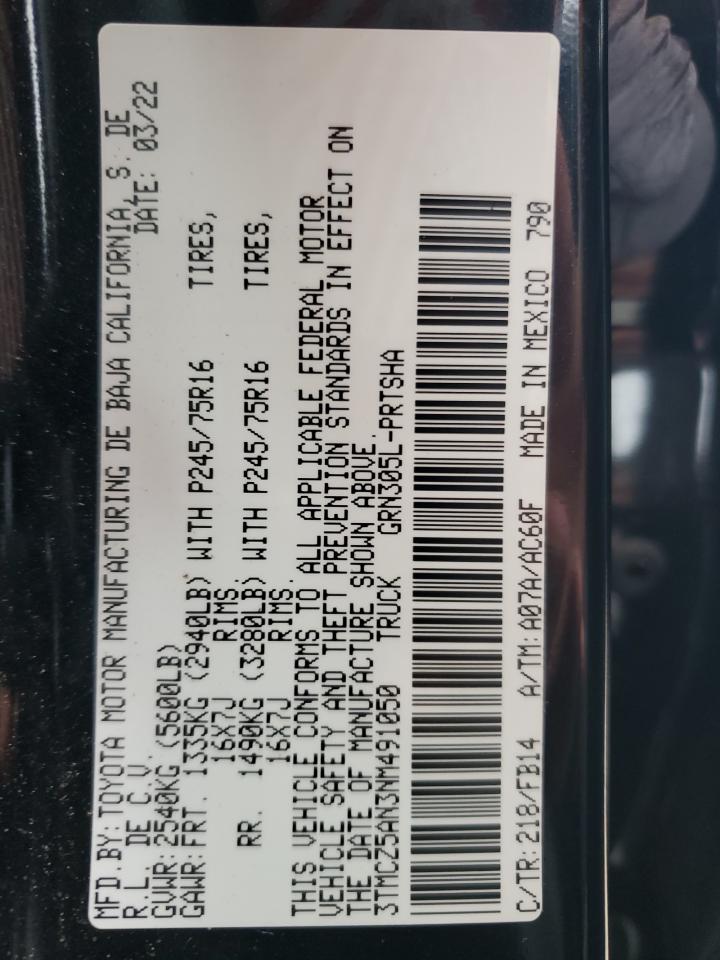 MFD.BY:TOYOTA MOTOR MANUFACTURING DE BAJA CALIFORNIA, S. DE
R.L. DE C.V. DATE: 03/22
GVWR:2540KG (5600LB)
GAWR:FRT. 1335KG (2940LB) WITH P245/75R16 TIRES,
16X7J RIMS.
RR. 1490KG (3280LB) WITH P245/75R16 TIRES,
16X7J RIMS.
THIS VEHICLE CONFORMS TO ALL APPLICABLE FEDERAL MOTOR
VEHICLE SAFETY AND THEFT PREVENTION STANDARDS IN EFFECT ON
THE DATE OF MANUFACTURE SHOWN ABOVE.
3TMCZ5AN3NM491050 TRUCK GRN305L-PRTSHA
C/TR:218/FB14 A/TM:A07A/AC60F MADE IN MEXICO 790